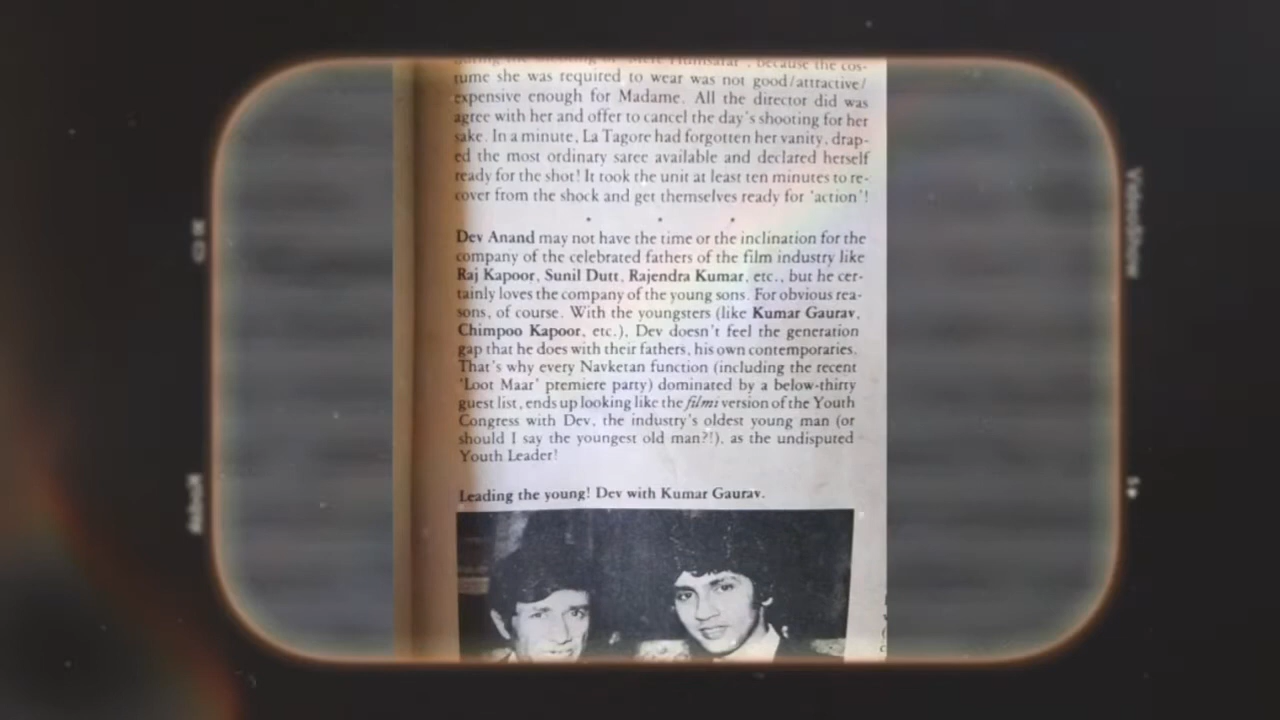 during the shooting of 'Mere Humsafar', because the cos-
tume she was required to wear was not good/attractive/
expensive enough for Madame. All the director did was
agree with her and offer to cancel the day's shooting for her
sake. In a minute, La Tagore had forgotten her vanity, drap-
ed the most ordinary saree available and declared herself
ready for the shot! It took the unit at least ten minutes to re-
cover from the shock and get themselves ready for 'action'!
Dev Anand may not have the time or the inclination for the
company of the celebrated fathers of the film industry like
Raj Kapoor, Sunil Dutt, Rajendra Kumar, etc., but he cer-
tainly loves the company of the young sons. For obvious rea-
sons, of course. With the youngsters (like Kumar Gaurav,
Chimpoo Kapoor, etc.), Dev doesn't feel the generation
gap that he does with their fathers, his own contemporaries.
That's why every Navketan function (including the recent
'Loot Maar' premiere party) dominated by a below-thirty
guest list, ends up looking like the filmi version of the Youth
Congress with Dev, the industry's oldest young man (or
should I say the youngest old man?!), as the undisputed
Youth Leader!
Leading the young! Dev with Kumar Gaurav.
VideoShow